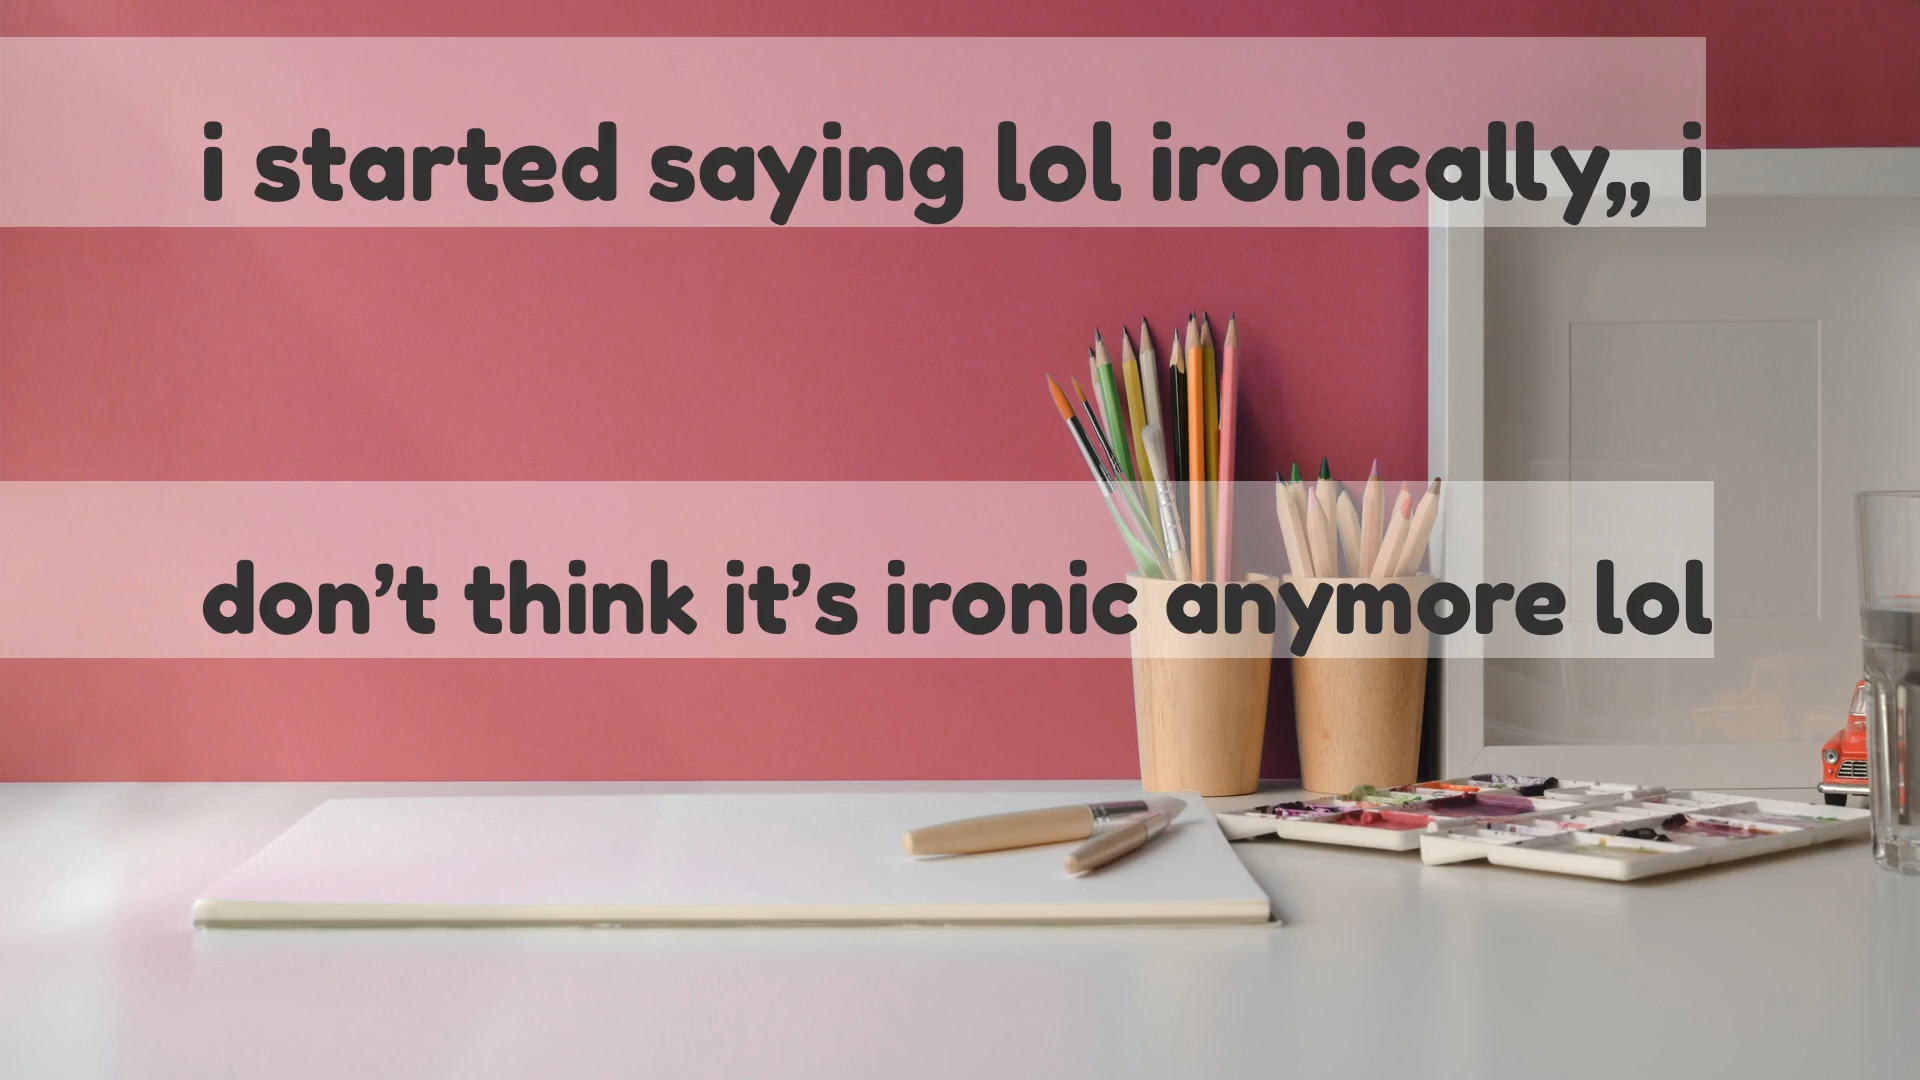 i started saying lol ironically,, i
don’t think it’s ironic anymore lol